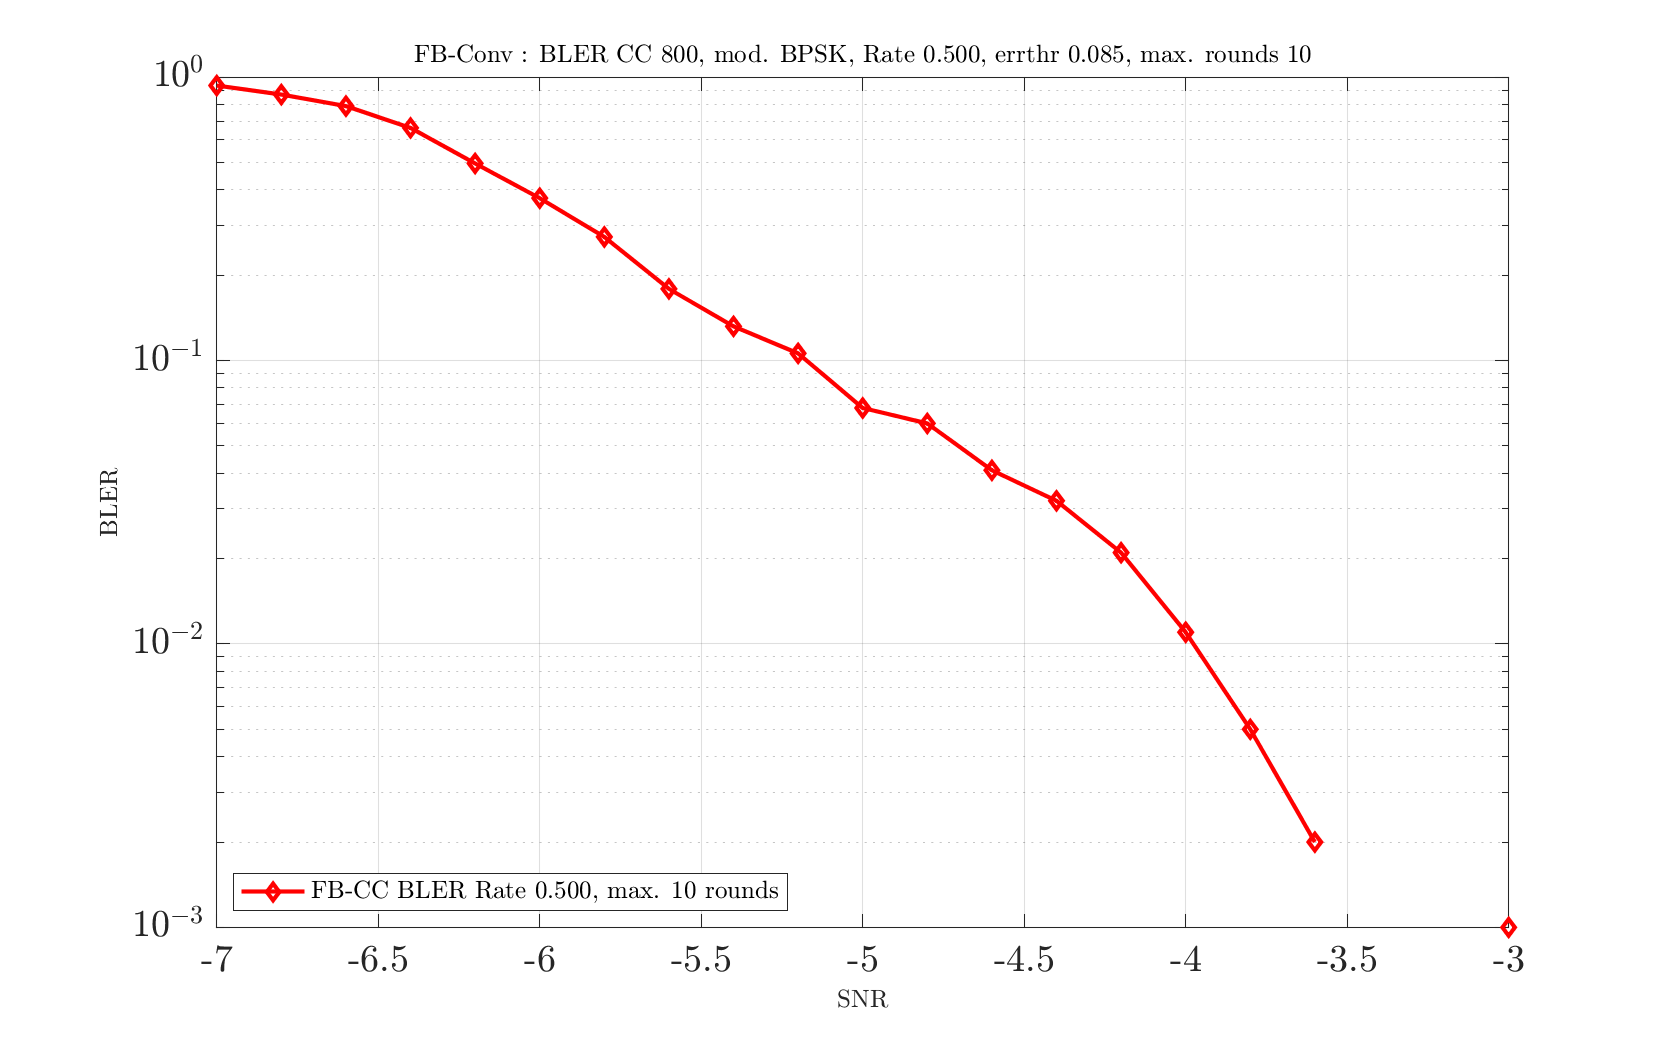 FB-Conv : BLER CC 800, mod. BPSK, Rate 0.500, errthr 0.085, max. rounds 10
10^0
10^-1
BLER
10^-2
FB-CC BLER Rate 0.500, max. 10 rounds
10^-3
-7 -6.5 -6 -5.5 -5 -4.5 -4 -3.5 -3
SNR